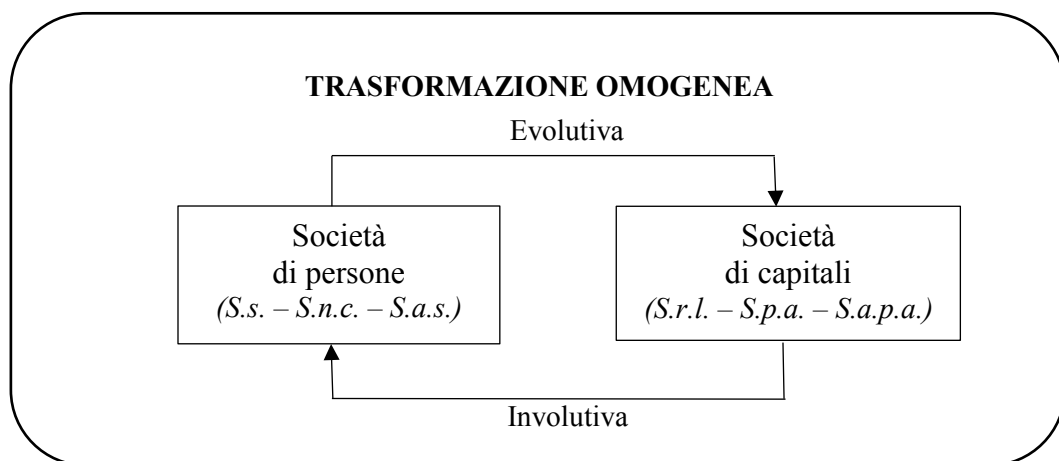 TRASFORMAZIONE OMOGENEA
Evolutiva
Società
di persone
(S.s. – S.n.c. – S.a.s.)
Società
di capitali
(S.r.l. – S.p.a. – S.a.p.a.)
Involutiva